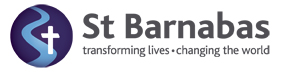 St Barnabas
transforming lives • changing the world